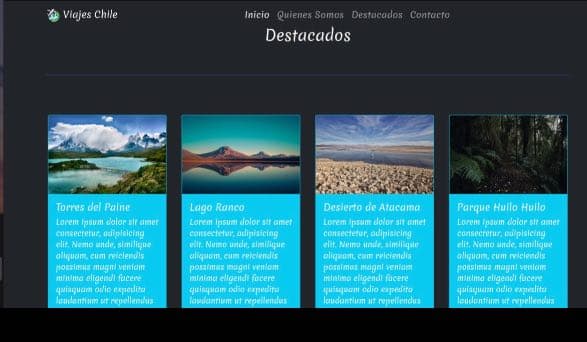 Viajes Chile
Inicio Quienes Somos Destacados Contacto
Destacados
Torres del Paine
Lorem ipsum dolor sit amet
consectetur, adipisicing
elit. Nemo unde, similique
aliquam, cum reiciendis
possimus magni veniam
minima eligendi facere
quisquam odio expedita
laudantium ut repellendus
Lago Ranco
Lorem ipsum dolor sit amet
consectetur, adipisicing
elit. Nemo unde, similique
aliquam, cum reiciendis
possimus magni veniam
minima eligendi facere
quisquam odio expedita
laudantium ut repellendus
Desierto de Atacama
Lorem ipsum dolor sit amet
consectetur, adipisicing
elit. Nemo unde, similique
aliquam, cum reiciendis
possimus magni veniam
minima eligendi facere
quisquam odio expedita
laudantium ut repellendus
Parque Huilo Huilo
Lorem ipsum dolor sit amet
consectetur, adipisicing
elit. Nemo unde, similique
aliquam, cum reiciendis
possimus magni veniam
minima eligendi facere
quisquam odio expedita
laudantium ut repellendus